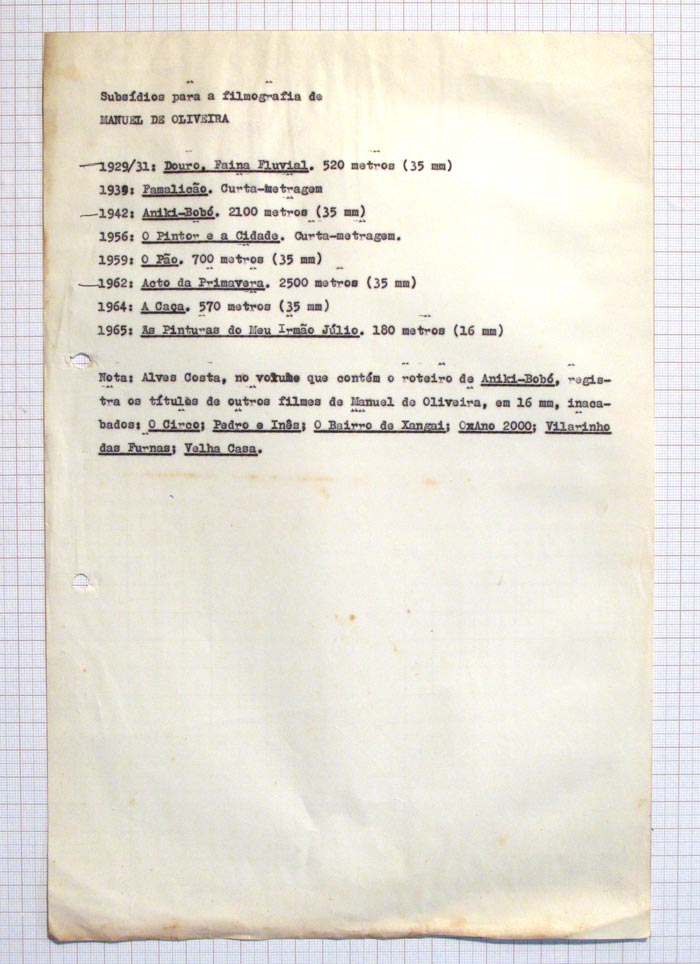 Subsídios para a filmografia de
MANUEL DE OLIVEIRA
1929/31: Douro, Faina Fluvial. 520 metros (35 mm)
1939: Famalicão. Curta-metragem
1942: Aniki-Bobó. 2100 metros (35 mm)
1956: O Pintor e a Cidade. Curta-metragem.
1959: O Pão. 700 metros (35 mm)
1962: Acto da Primavera. 2500 metros (35 mm)
1964: A Caça. 570 metros (35 mm)
1965: As Pinturas do Meu Irmão Júlio. 180 metros (16 mm)
Nota: Alves Costa, no volume que contém o roteiro de Aniki-Bobó, regis-
tra os títulos de outros filmes de Manuel de Oliveira, em 16 mm, inaca-
bados: O Circo; Pedro e Inês; O Bairro de Xangai; OxAno 2000; Vilarinho
das Furnas; Velha Casa.